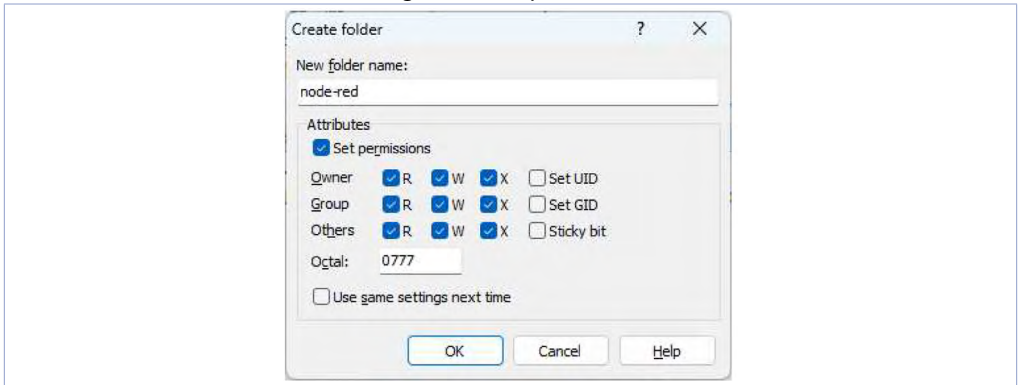 Create folder ? X
New folder name:
node-red
Attributes
Set permissions
Owner R W X Set UID
Group R W X Set GID
Others R W X Sticky bit
Octal: 0777
Use same settings next time
OK Cancel Help